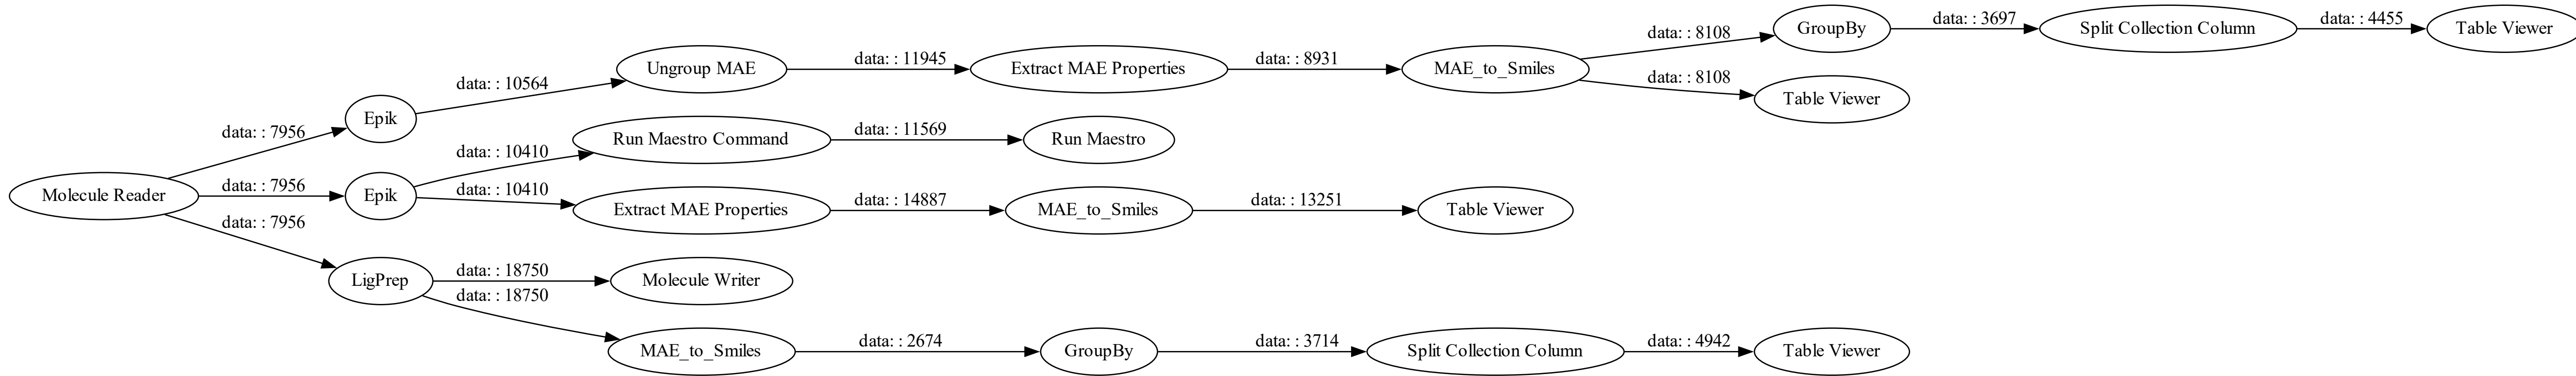 data: : 3697
data: : 4455
GroupBy
Split Collection Column
Table Viewer
data: : 8108
data: : 11945
data: : 8931
Ungroup MAE
Extract MAE Properties
MAE_to_Smiles
data: : 10564
data: : 8108
Table Viewer
Epik
data: : 7956
data: : 11569
Run Maestro Command
Run Maestro
data: : 10410
data: : 7956
data: : 10410
Molecule Reader
Epik
data: : 14887
data: : 13251
Extract MAE Properties
MAE_to_Smiles
Table Viewer
data: : 7956
data: : 18750
LigPrep
Molecule Writer
data: : 18750
data: : 2674
data: : 3714
data: : 4942
MAE_to_Smiles
GroupBy
Split Collection Column
Table Viewer